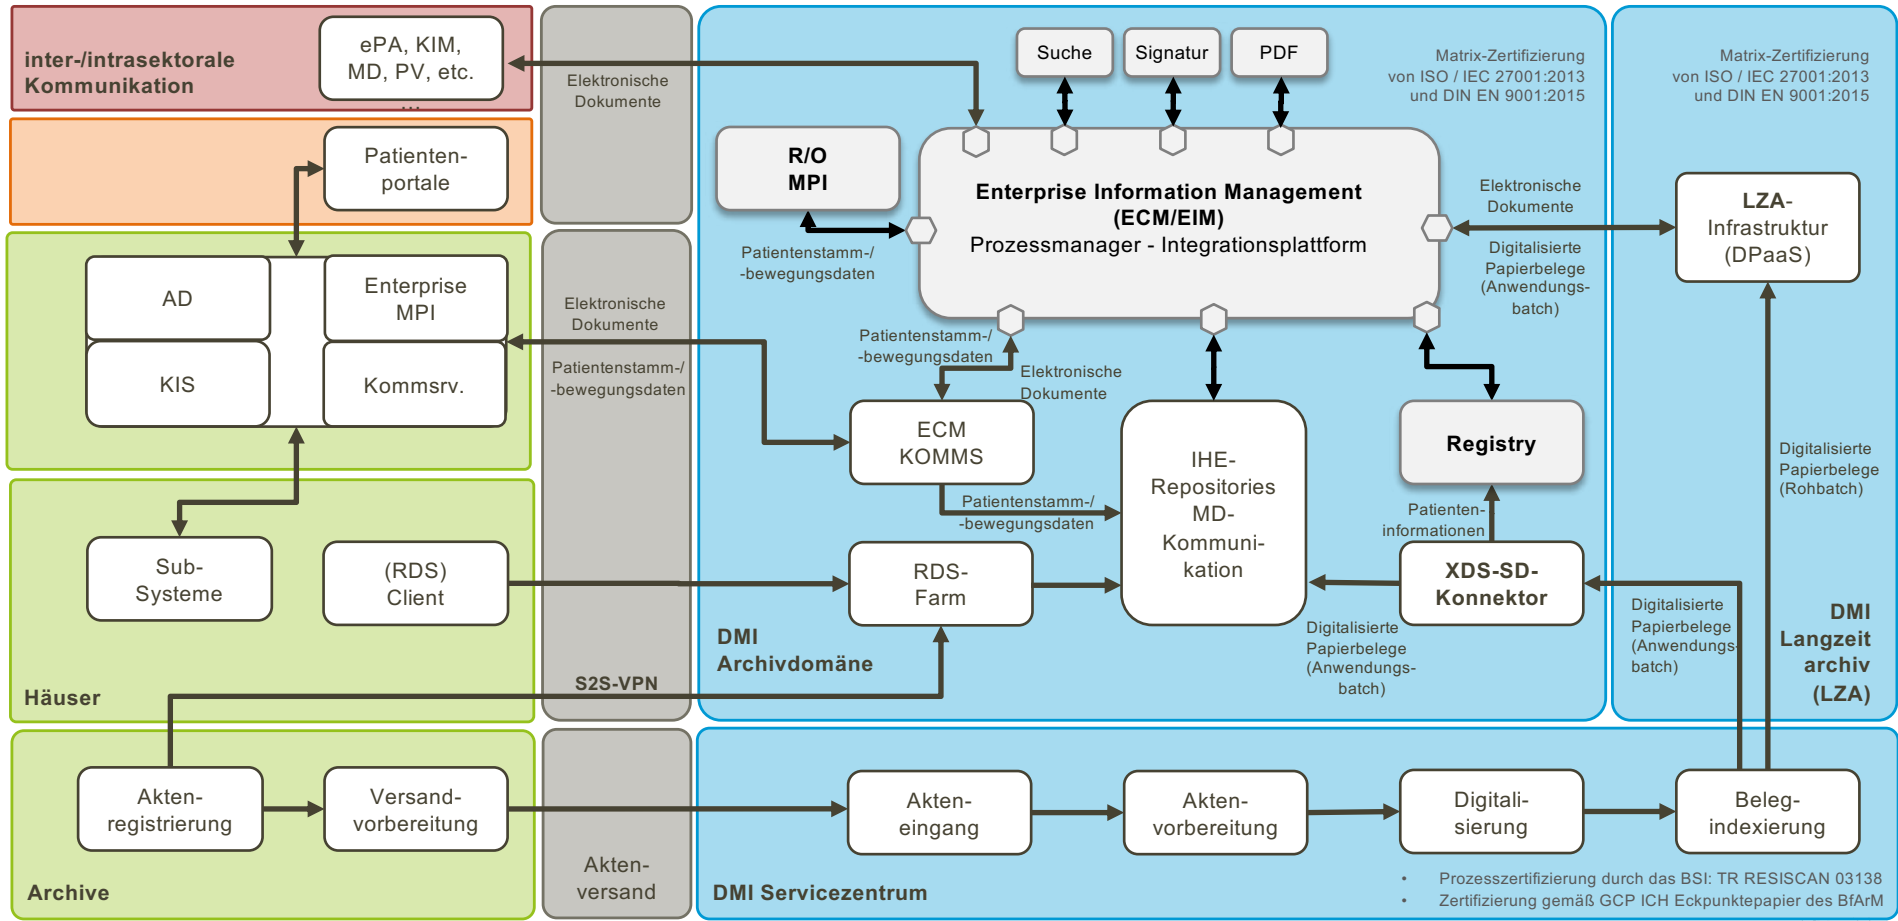 inter-/intrasektorale
Kommunikation
ePA, KIM,
MD, PV, etc.
...
Elektronische
Dokumente
Suche
Signatur
PDF
Matrix-Zertifizierung
von ISO / IEC 27001:2013
und DIN EN 9001:2015
Matrix-Zertifizierung
von ISO / IEC 27001:2013
und DIN EN 9001:2015
Patienten-
portale
R/O
MPI
Enterprise Information Management
(ECM/EIM)
Prozessmanager - Integrationsplattform
Patientenstamm-/
-bewegungsdaten
Elektronische
Dokumente
Digitalisierte
Papierbelege
(Anwendungs-
batch)
LZA-
Infrastruktur
(DPaaS)
AD
Enterprise
MPI
KIS
Kommsrv.
Elektronische
Dokumente
Patientenstamm-/
-bewegungsdaten
Patientenstamm-/
-bewegungsdaten
Elektronische
Dokumente
ECM
KOMMS
Patientenstamm-/
-bewegungsdaten
IHE-
Repositories
MD-
Kommuni-
kation
Registry
Patienten-
informationen
Digitalisierte
Papierbelege
(Rohbatch)
Sub-
Systeme
(RDS)
Client
RDS-
Farm
XDS-SD-
Konnektor
Digitalisierte
Papierbelege
(Anwendungs-
batch)
Digitalisierte
Papierbelege
(Anwendungs-
batch)
DMI
Archivdomäne
DMI
Langzeit
archiv
(LZA)
Häuser
S2S-VPN
Akten-
registrierung
Versand-
vorbereitung
Akten-
eingang
Akten-
vorbereitung
Digitali-
sierung
Beleg-
indexierung
Archive
Akten-
versand
DMI Servicezentrum
• Prozesszertifizierung durch das BSI: TR RESISCAN 03138
• Zertifizierung gemäß GCP ICH Eckpunktepapier des BfArM